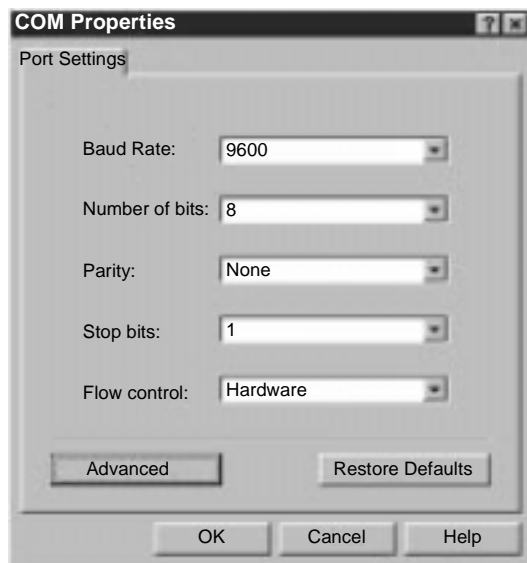 COM Properties
Port Settings
Baud Rate: 9600
Number of bits: 8
Parity: None
Stop bits: 1
Flow control: Hardware
Advanced Restore Defaults
OK Cancel Help